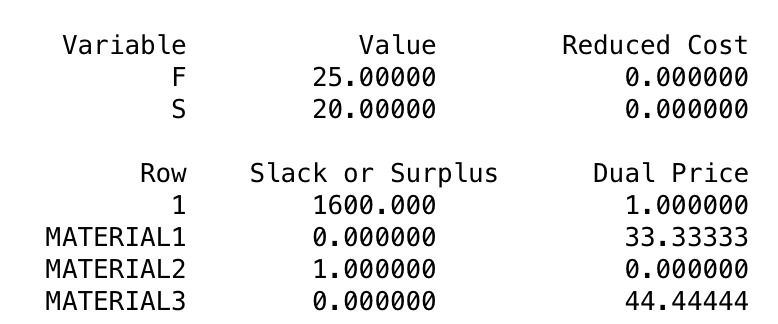 Variable Value Reduced Cost
F 25.00000 0.000000
S 20.00000 0.000000
Row Slack or Surplus Dual Price
1 1600.000 1.000000
MATERIAL1 0.000000 33.33333
MATERIAL2 1.000000 0.000000
MATERIAL3 0.000000 44.44444